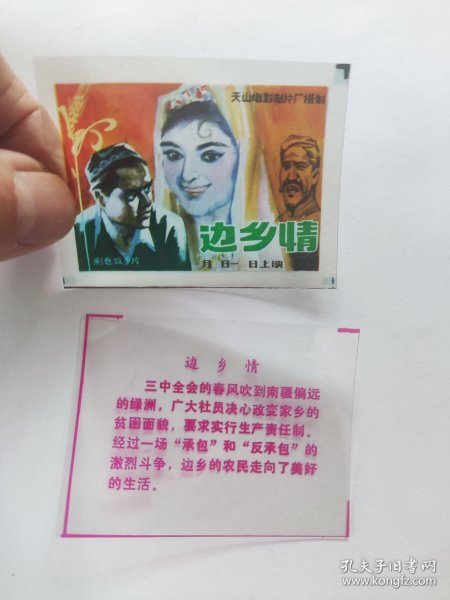 天山电影制片厂摄制
边乡情
彩色故事片
月 日— 日上映
边乡情
三中全会的春风吹到南疆偏远
的绿洲，广大社员决心改变家乡的
贫困面貌，要求实行生产责任制。
经过一场“承包”和“反承包”的
激烈斗争，边乡的农民走向了美好
的生活。
孔夫子旧书网
www.kongfz.com